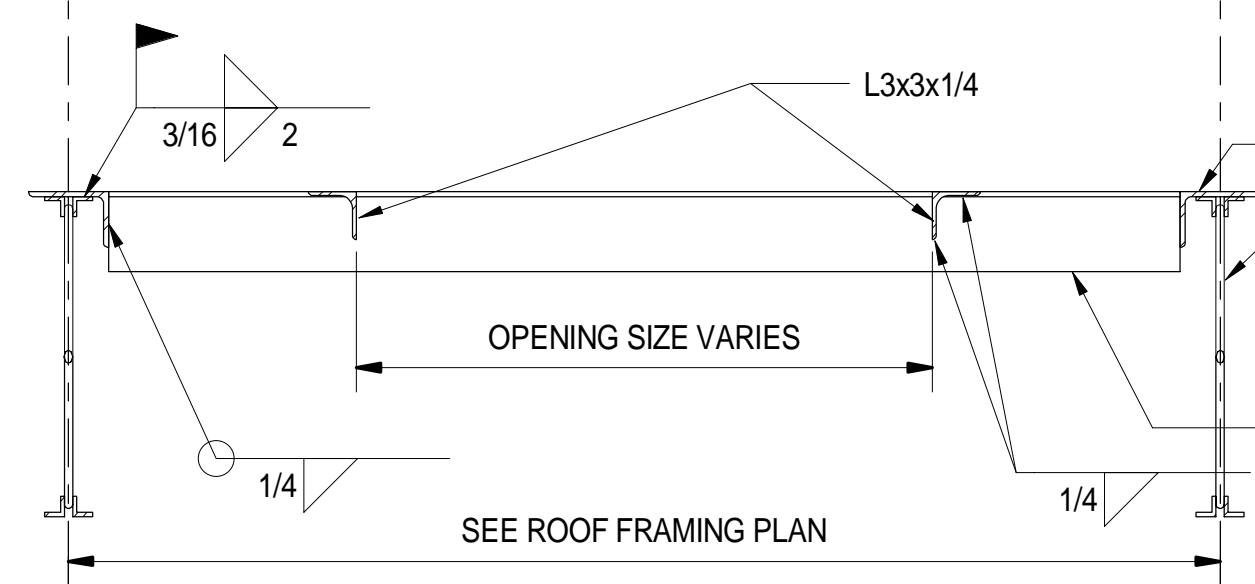 L3x3x1/4
3/16 2
OPENING SIZE VARIES
1/4
1/4
SEE ROOF FRAMING PLAN